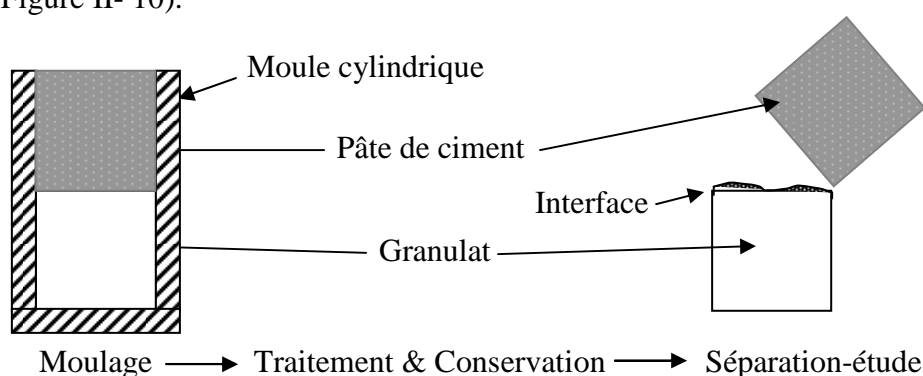 Figure II- 10).
Moule cylindrique
Pâte de ciment
Interface
Granulat
Moulage → Traitement & Conservation → Séparation-étude